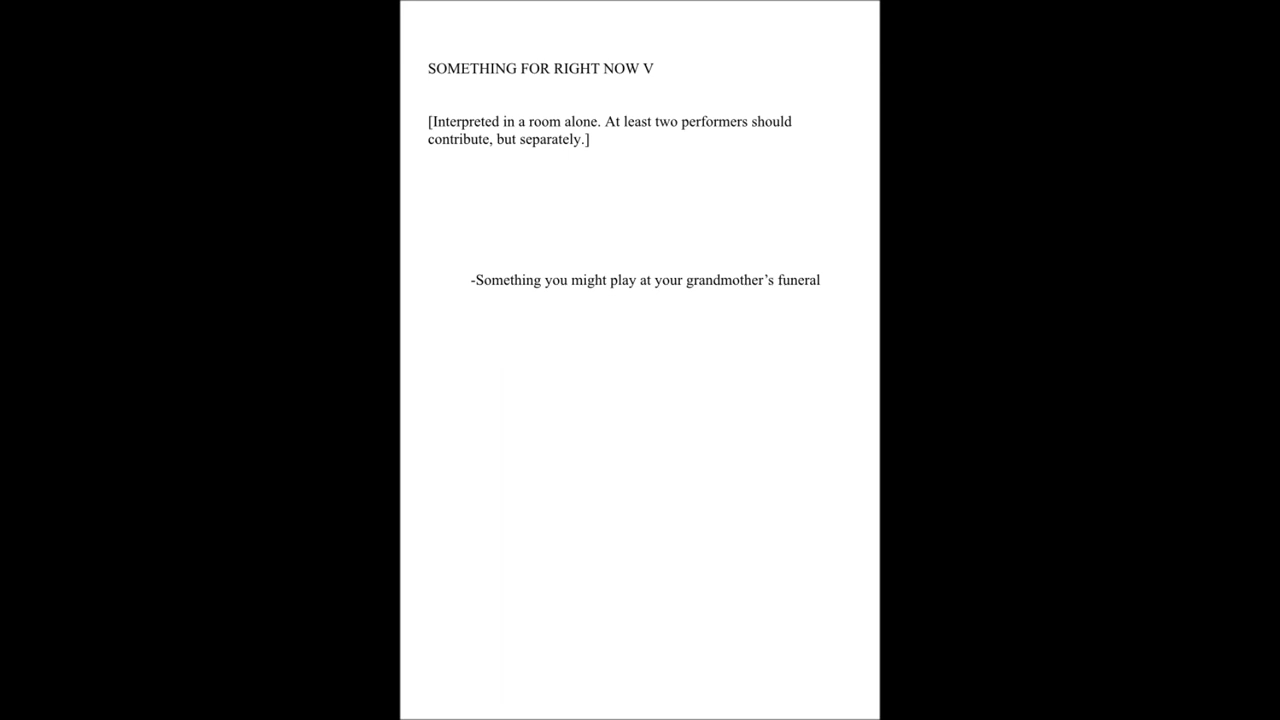 SOMETHING FOR RIGHT NOW V
[Interpreted in a room alone. At least two performers should
contribute, but separately.]
-Something you might play at your grandmother’s funeral